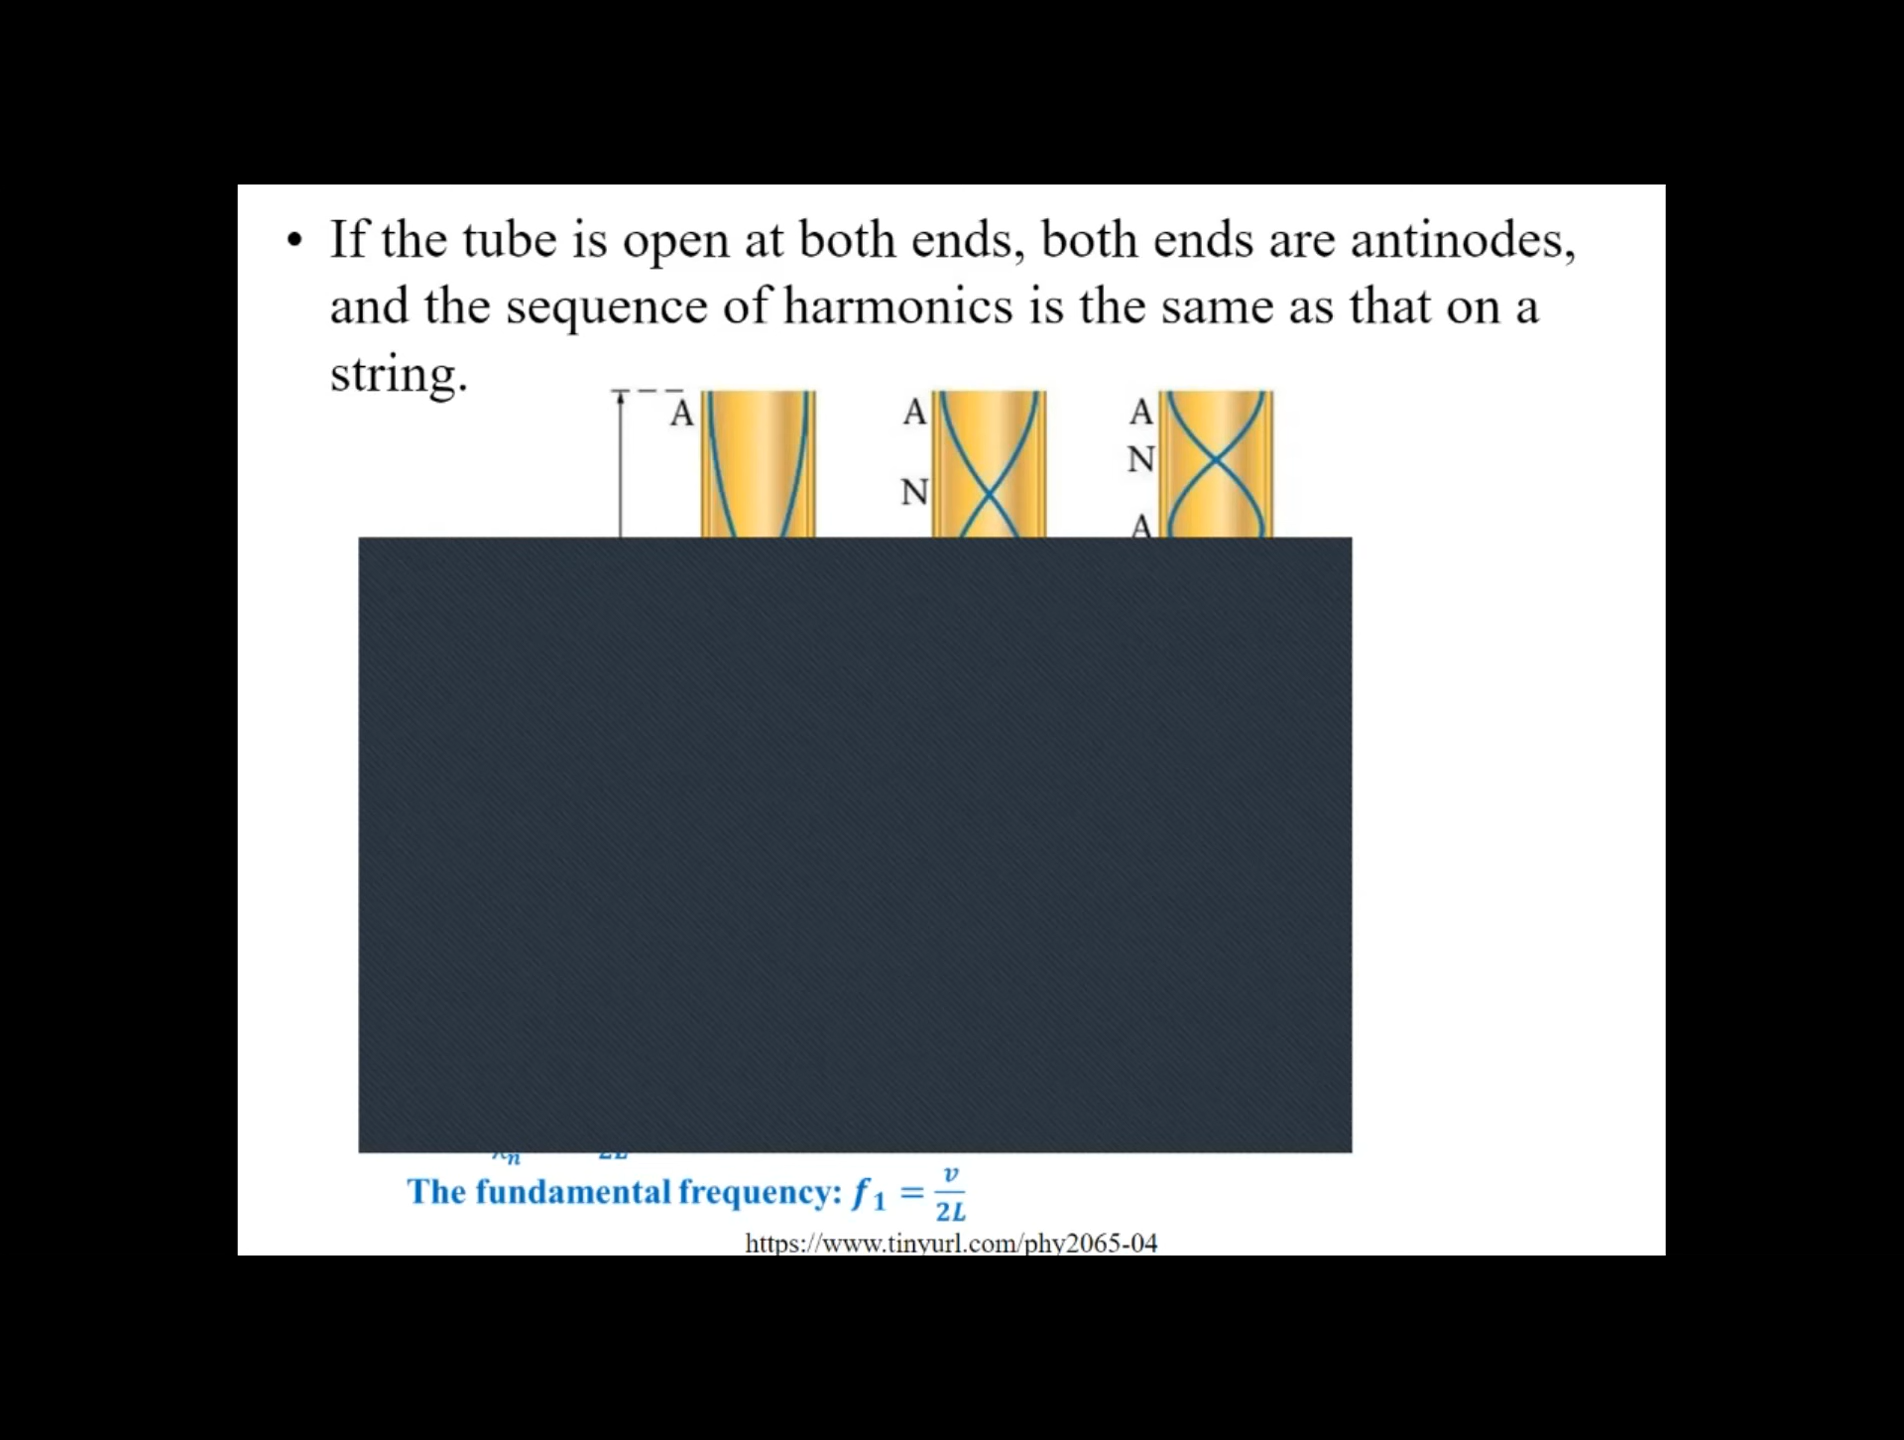 • If the tube is open at both ends, both ends are antinodes,
and the sequence of harmonics is the same as that on a
string.
A A A
N N
A
The fundamental frequency: f₁ = v/2L
https://www.tinyurl.com/phy2065-04